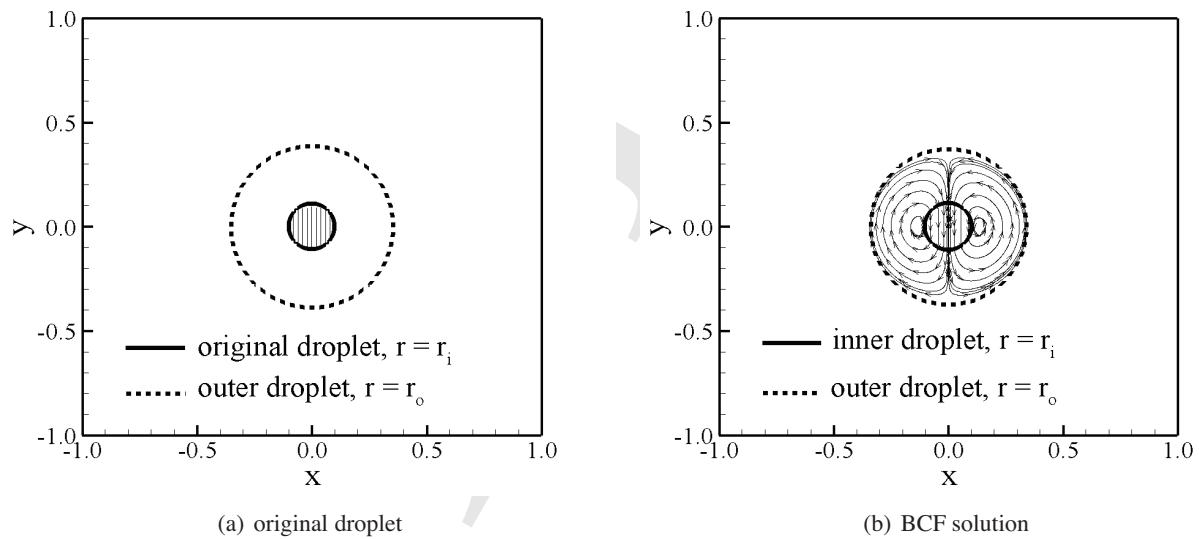 1.0
0.5
y
0.0
-0.5
original droplet, r = r_i
outer droplet, r = r_o
-1.0
-1.0 -0.5 0.0 0.5 1.0
x
(a) original droplet
1.0
0.5
y
0.0
-0.5
inner droplet, r = r_i
outer droplet, r = r_o
-1.0
-1.0 -0.5 0.0 0.5 1.0
x
(b) BCF solution